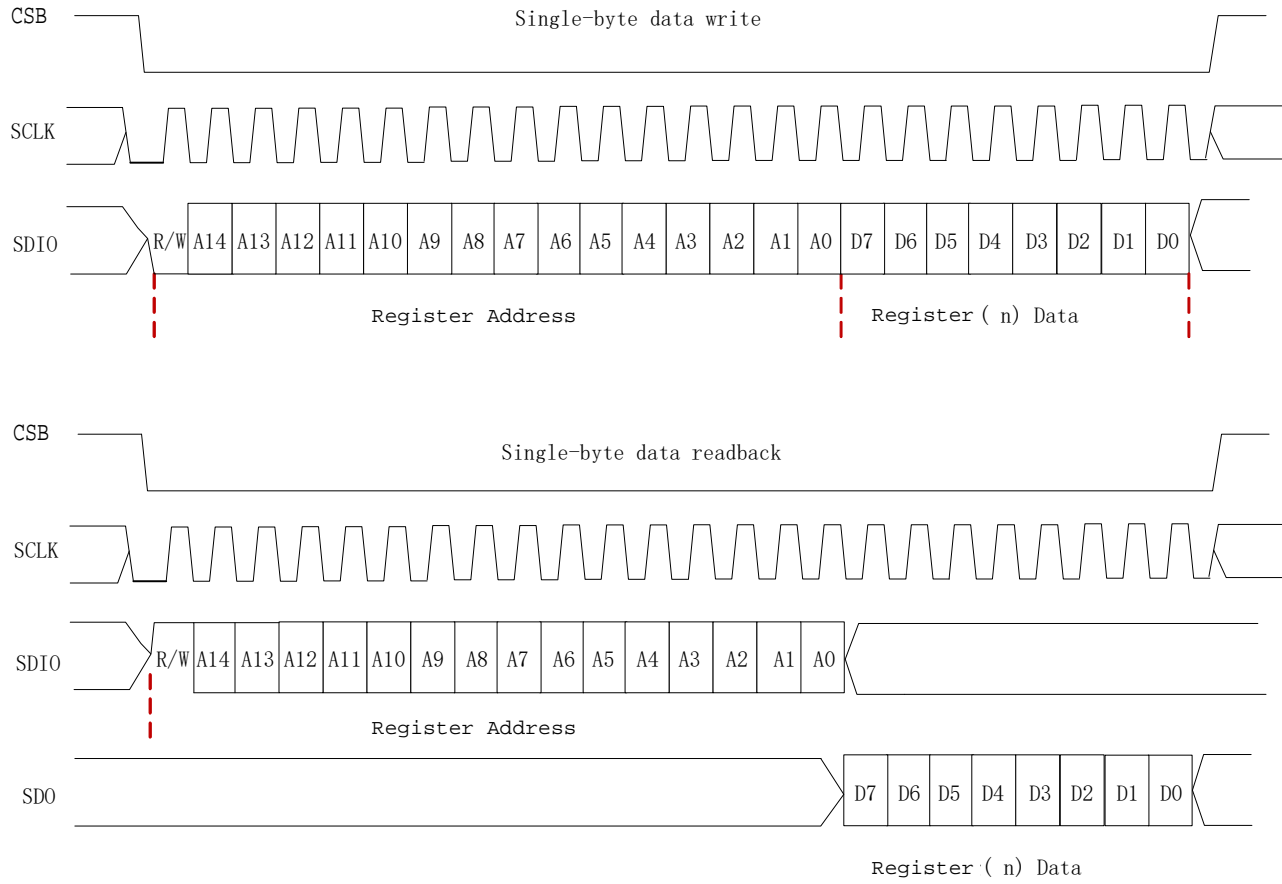 CSB Single-byte data write
SCLK
SDIO R/W A14 A13 A12 A11 A10 A9 A8 A7 A6 A5 A4 A3 A2 A1 A0 D7 D6 D5 D4 D3 D2 D1 D0
Register Address Register ( n) Data
CSB
Single-byte data readback
SCLK
SDIO R/W A14 A13 A12 A11 A10 A9 A8 A7 A6 A5 A4 A3 A2 A1 A0
Register Address
SDO D7 D6 D5 D4 D3 D2 D1 D0
Register ( n) Data